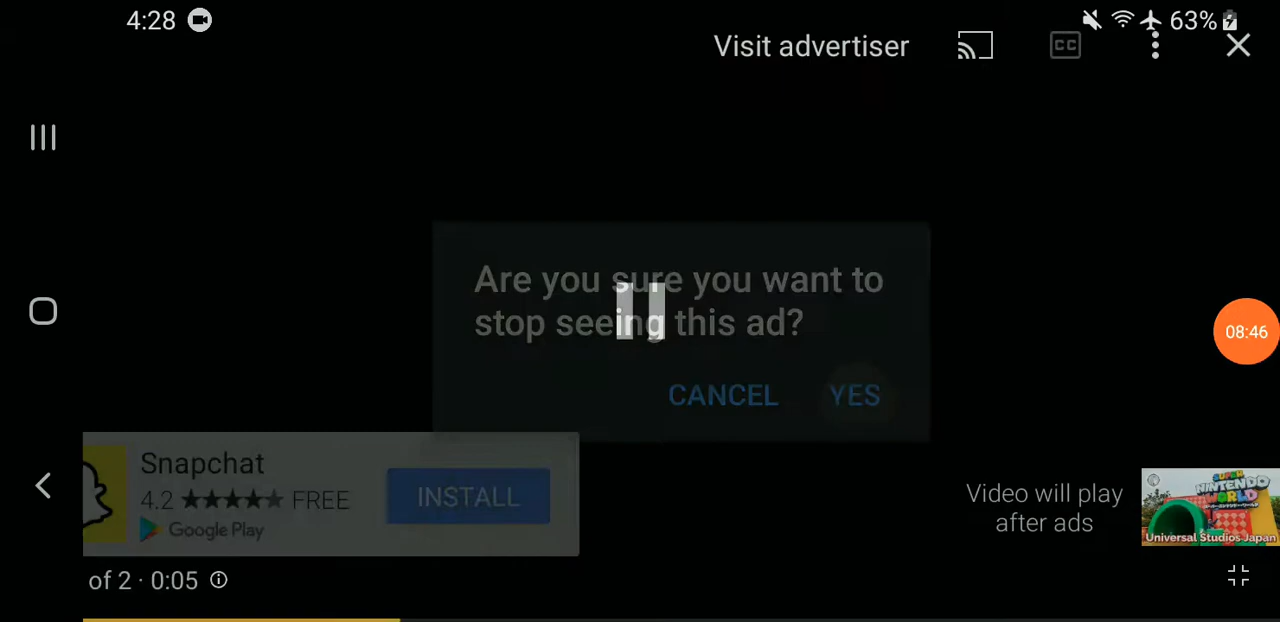 4:28
63%
Visit advertiser
CC
Are you sure you want to
stop seeing this ad?
08:46
CANCEL YES
Snapchat
4.2 ★★★★★ FREE
INSTALL
Google Play
Video will play
after ads
SUPER
NINTENDO
WORLD
Universal Studios Japan
of 2 · 0:05